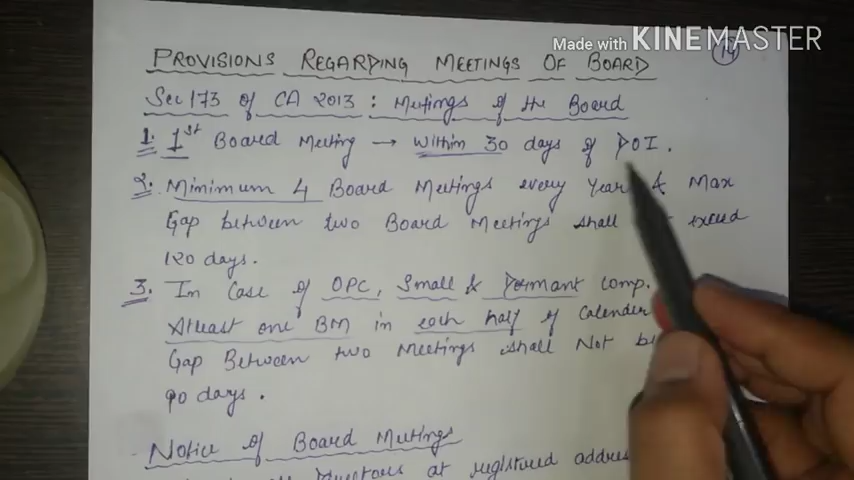 Made with KINEMASTER
14
PROVISIONS REGARDING MEETINGS OF BOARD
Sec 173 of CA 2013 : Meetings of the Board
1. 1st Board Meeting → Within 30 days of DOI.
2. Minimum 4 Board Meetings every Year & Max
Gap between two Board Meetings shall exceed
120 days.
3. In Case of OPC, Small & Dormant Comp.
Atleast one BM in each half of Calender
Gap Between two Meetings shall Not be
90 days.
Notice of Board Meetings
Directors at registered address